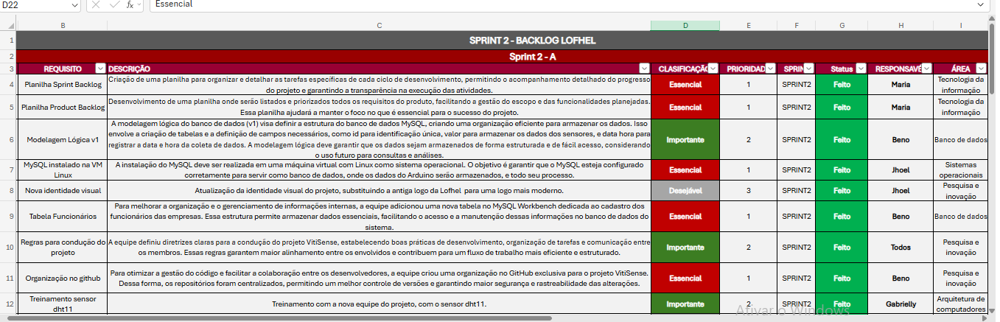 D22
fx
Essencial
B C D E F G H I
1 SPRINT 2 - BACKLOG LOFHEL
2 Sprint 2 - A
3 REQUISITO DESCRIÇÃO CLASIFICAÇÃ PRIORIDAD SPRIN Status RESPONSAVÉ ÁREA
4 Planilha Sprint Backlog
Criação de uma planilha para organizar e detalhar as tarefas específicas de cada ciclo de desenvolvimento, permitindo o acompanhamento detalhado do progresso
do projeto e garantindo a transparência na execução das atividades.
Essencial 1 SPRINT2 Feito Maria
Tecnologia da
informação
5 Planilha Product Backlog
Desenvolvimento de uma planilha onde serão listados e priorizados todos os requisitos do produto, facilitando a gestão do escopo e das funcionalidades planejadas.
Essa planilha ajudará a manter o foco no que é essencial para o sucesso do projeto.
Essencial 1 SPRINT2 Feito Maria
Tecnologia da
informação
6 Modelagem Lógica v1
A modelagem lógica do banco de dados (v1) visa definir a estrutura do banco de dados MySQL, criando uma organização eficiente para armazenar os dados. Isso
envolve a criação de tabelas e a definição de campos necessários, como id para identificação única, valor para armazenar os dados dos sensores, e data hora para
registrar a data e hora da coleta de dados. A modelagem lógica deve garantir que os dados sejam armazenados de forma estruturada e de fácil acesso, considerando
o uso futuro para consultas e análises.
Importante 2 SPRINT2 Feito Beno Banco de dados
7 MySQL instalado na VM
Linux
A instalação do MySQL deve ser realizada em uma máquina virtual com Linux como sistema operacional. O objetivo é garantir que o MySQL esteja configurado
corretamente para servir como banco de dados, onde os dados do Arduino serão armazenados, e todo seu processo.
Essencial 1 SPRINT2 Feito Jhoel
Sistemas
operacionais
8 Nova identidade visual
Atualização da identidade visual do projeto, substituindo a antiga logo da Lofhel para uma logo mais moderno.
Desejável 3 SPRINT2 Feito Jhoel
Pesquisa e
inovação
9 Tabela Funcionários
Para melhorar a organização e o gerenciamento de informações internas, a equipe adicionou uma nova tabela no MySQL Workbench dedicada ao cadastro dos
funcionários das empresas. Essa estrutura permite armazenar dados essenciais, facilitando o acesso e a manutenção dessas informações no banco de dados do
sistema.
Essencial 1 SPRINT2 Feito Beno Banco de dados
10 Regras para condução do
projeto
A equipe definiu diretrizes claras para a condução do projeto VitiSense, estabelecendo boas práticas de desenvolvimento, organização de tarefas e comunicação entre
os membros. Essas regras garantem maior alinhamento entre os envolvidos e contribuem para um fluxo de trabalho mais eficiente e estruturado.
Importante 2 SPRINT2 Feito Todos
Pesquisa e
inovação
11 Organização no github
Para otimizar a gestão do código e facilitar a colaboração entre os desenvolvedores, a equipe criou uma organização no GitHub exclusiva para o projeto VitiSense.
Dessa forma, os repositórios foram centralizados, permitindo um melhor controle de versões e garantindo maior segurança e rastreabilidade das alterações.
Essencial 1 SPRINT2 Feito Beno
Pesquisa e
inovação
12 Treinamento sensor
dht11
Treinamento com a nova equipe do projeto, com o sensor dht11.
Importante 2 SPRINT2 Feito Gabrielly
Arquitetura de
computadores
Ativar o Windows